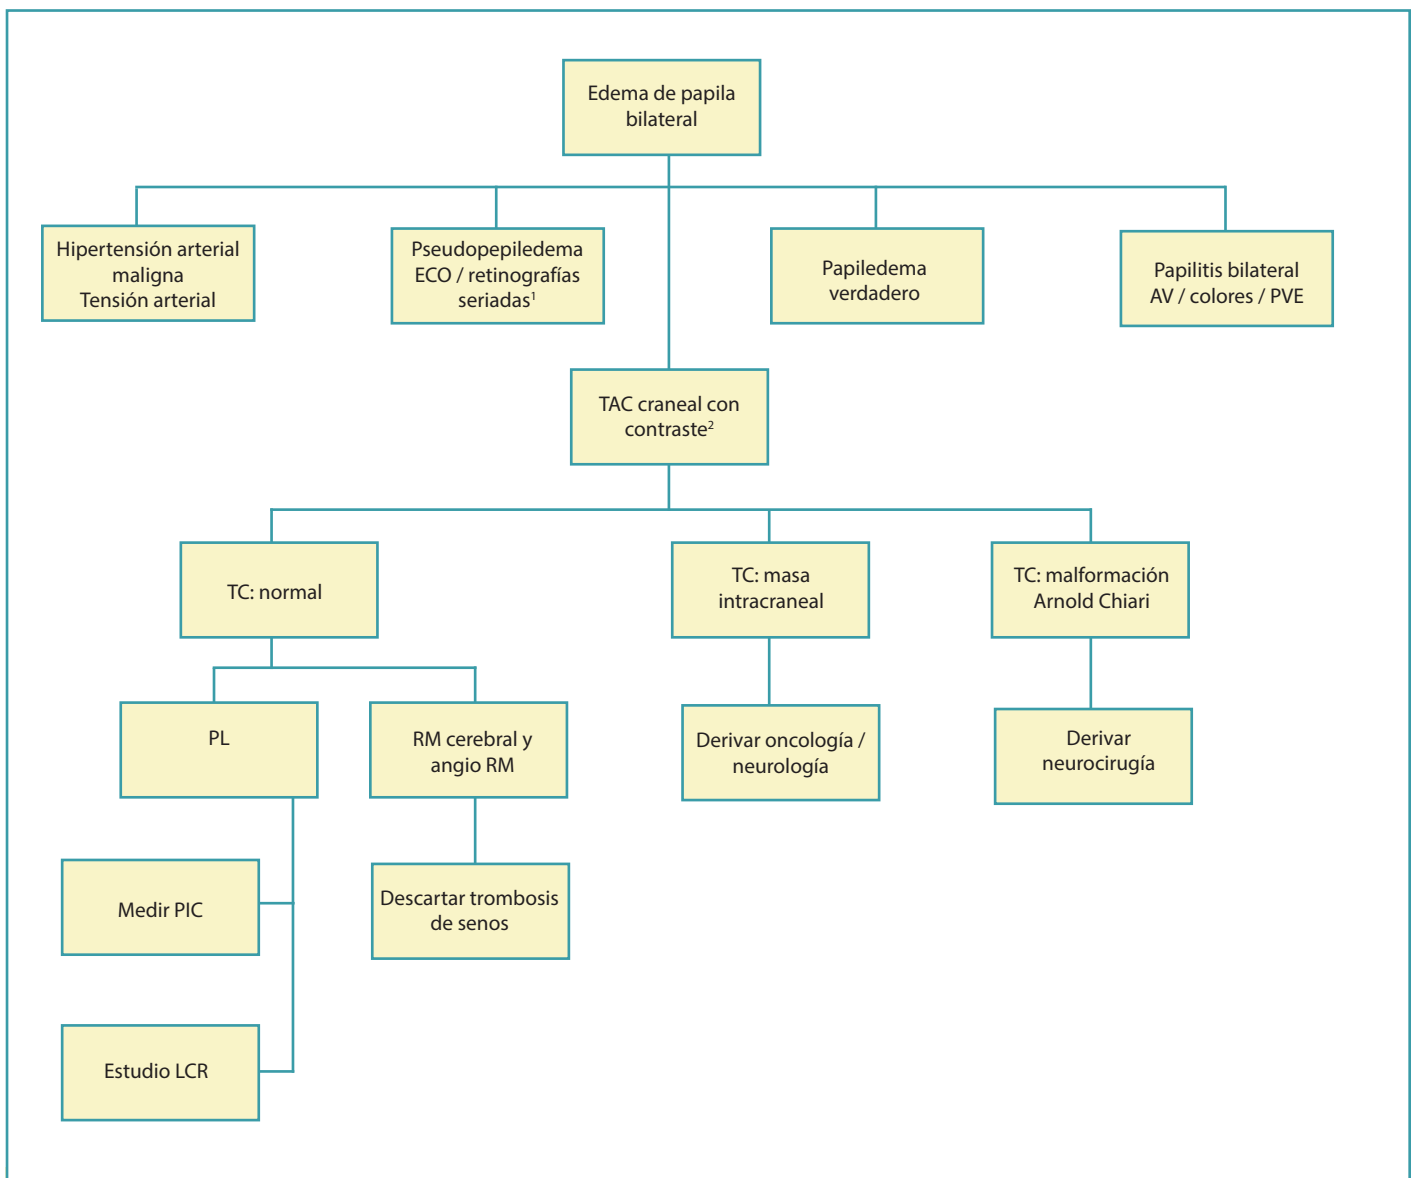 Edema de papila
bilateral
Hipertensión arterial
maligna
Tensión arterial
Pseudopepiledema
ECO / retinografías
seriadas¹
Papiledema
verdadero
Papilitis bilateral
AV / colores / PVE
TAC craneal con
contraste²
TC: normal
TC: masa
intracraneal
TC: malformación
Arnold Chiari
PL
RM cerebral y
angio RM
Derivar oncología /
neurología
Derivar
neurocirugía
Medir PIC
Descartar trombosis
de senos
Estudio LCR